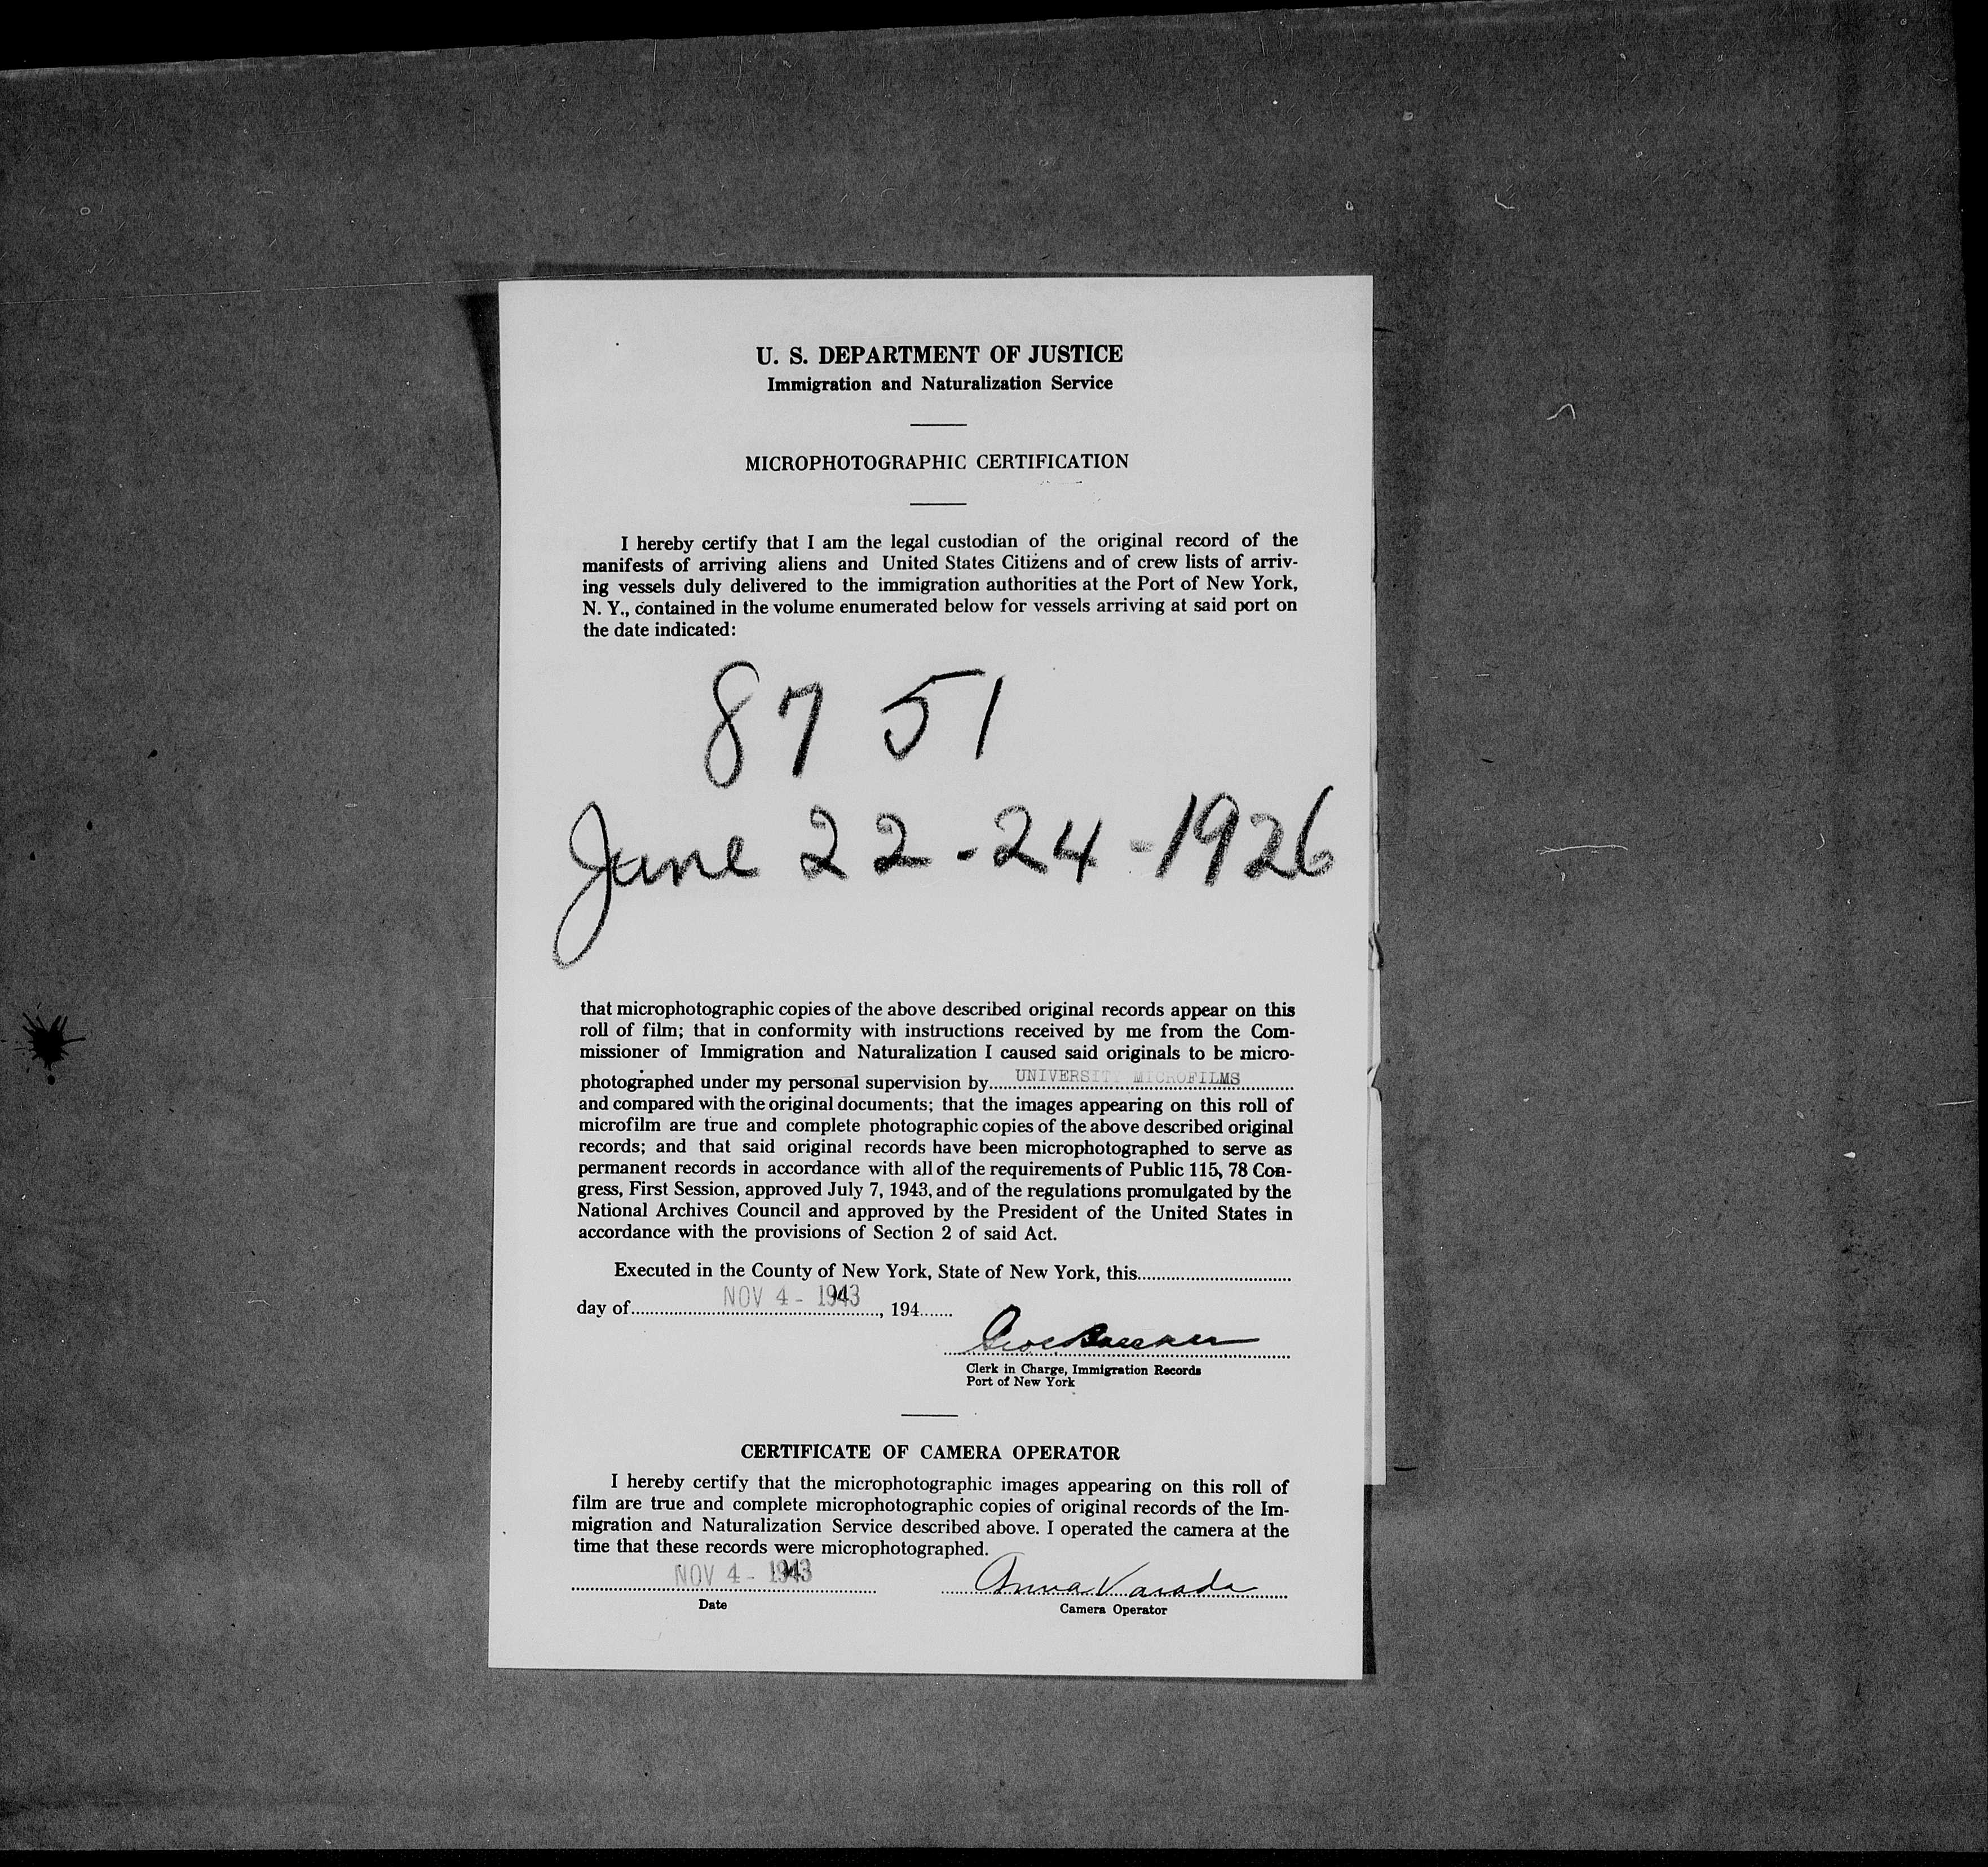 U. S. DEPARTMENT OF JUSTICE
Immigration and Naturalization Service
MICROPHOTOGRAPHIC CERTIFICATION
I hereby certify that I am the legal custodian of the original record of the
manifests of arriving aliens and United States Citizens and of crew lists of arriv-
ing vessels duly delivered to the immigration authorities at the Port of New York,
N. Y., contained in the volume enumerated below for vessels arriving at said port on
the date indicated:
87 51
June 22 - 24 - 1926
that microphotographic copies of the above described original records appear on this
roll of film; that in conformity with instructions received by me from the Com-
missioner of Immigration and Naturalization I caused said originals to be micro-
photographed under my personal supervision by UNIVERSITY MICROFILMS
and compared with the original documents; that the images appearing on this roll of
microfilm are true and complete photographic copies of the above described original
records; and that said original records have been microphotographed to serve as
permanent records in accordance with all of the requirements of Public 115, 78 Con-
gress, First Session, approved July 7, 1943, and of the regulations promulgated by the
National Archives Council and approved by the President of the United States in
accordance with the provisions of Section 2 of said Act.
Executed in the County of New York, State of New York, this
day of NOV 4 - 1943, 194
Clerk in Charge, Immigration Records
Port of New York
CERTIFICATE OF CAMERA OPERATOR
I hereby certify that the microphotographic images appearing on this roll of
film are true and complete microphotographic copies of original records of the Im-
migration and Naturalization Service described above. I operated the camera at the
time that these records were microphotographed.
NOV 4 - 1943 Anna Varada
Date Camera Operator